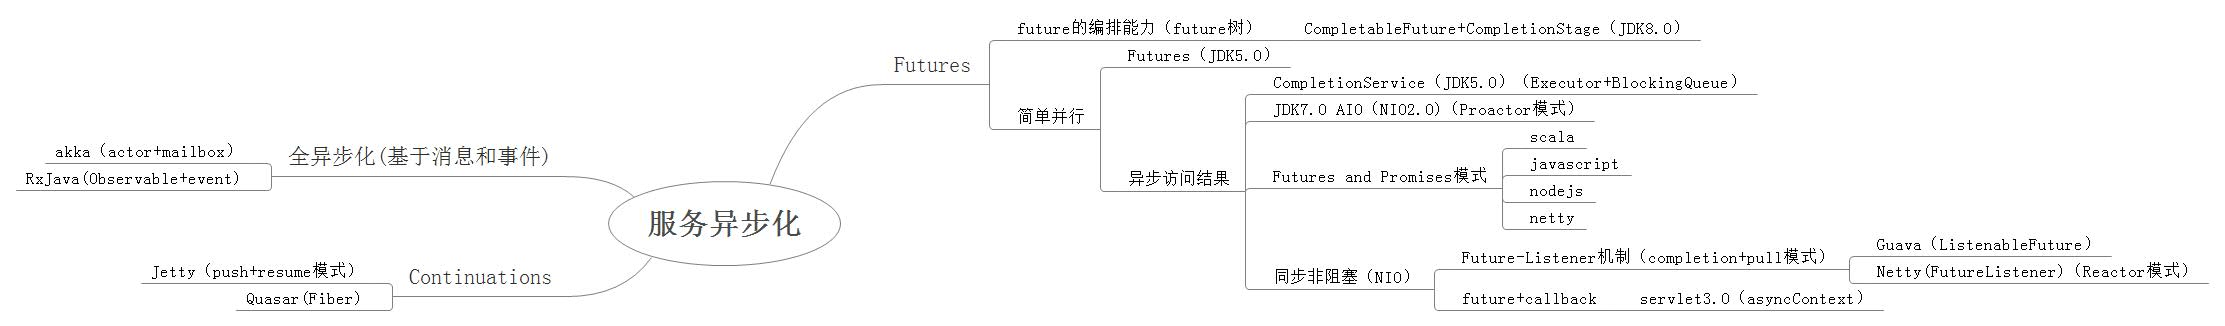 服务异步化
Futures
future的编排能力（future树）
CompletableFuture+CompletionStage（JDK8.0）
简单并行
Futures（JDK5.0）
异步访问结果
CompletionService（JDK5.0）（Executor+BlockingQueue）
JDK7.0 AIO（NIO2.0)（Proactor模式）
Futures and Promises模式
scala
javascript
nodejs
netty
同步非阻塞（NIO）
Future-Listener机制（completion+pull模式）
Guava（ListenableFuture）
Netty(FutureListener)（Reactor模式）
future+callback
servlet3.0（asyncContext）
全异步化(基于消息和事件)
akka（actor+mailbox）
RxJava(Observable+event)
Continuations
Jetty（push+resume模式）
Quasar(Fiber)